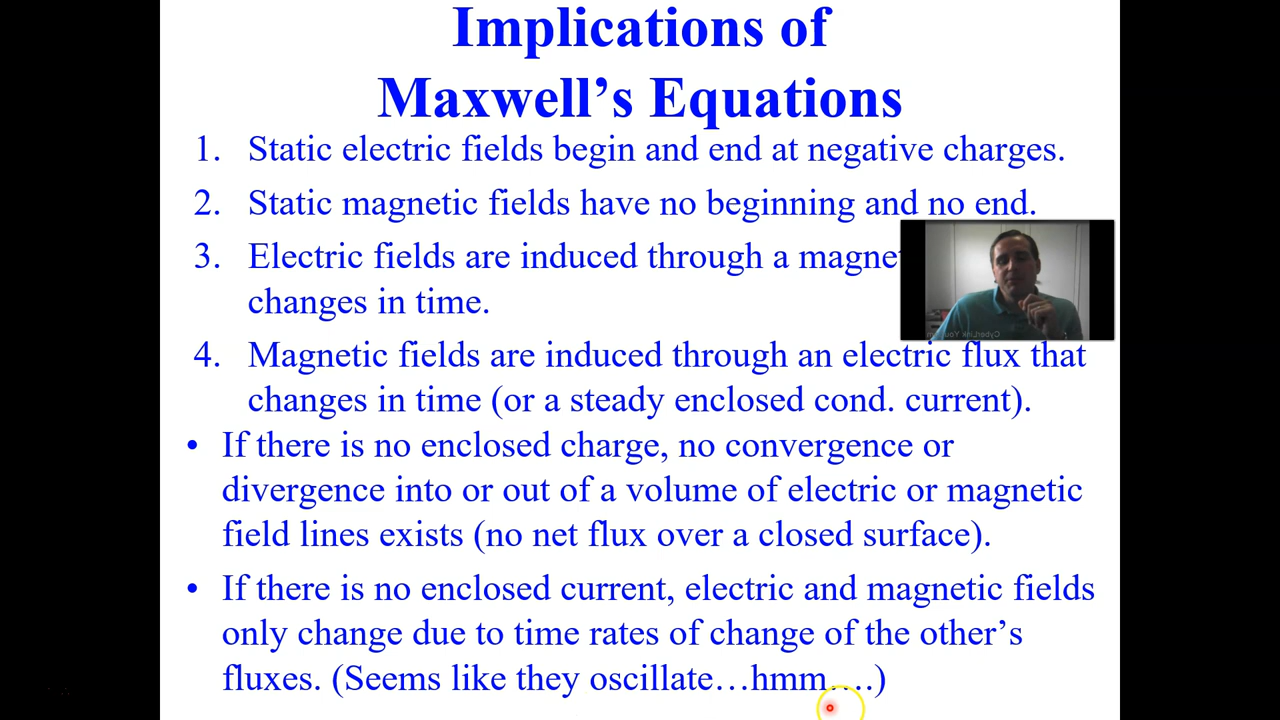 Implications of
Maxwell’s Equations
1. Static electric fields begin and end at negative charges.
2. Static magnetic fields have no beginning and no end.
3. Electric fields are induced through a
changes in time.
4. Magnetic fields are induced through an electric flux that
changes in time (or a steady enclosed cond. current).
• If there is no enclosed charge, no convergence or
divergence into or out of a volume of electric or magnetic
field lines exists (no net flux over a closed surface).
• If there is no enclosed current, electric and magnetic fields
only change due to time rates of change of the other’s
fluxes. (Seems like they oscillate…hmm….)